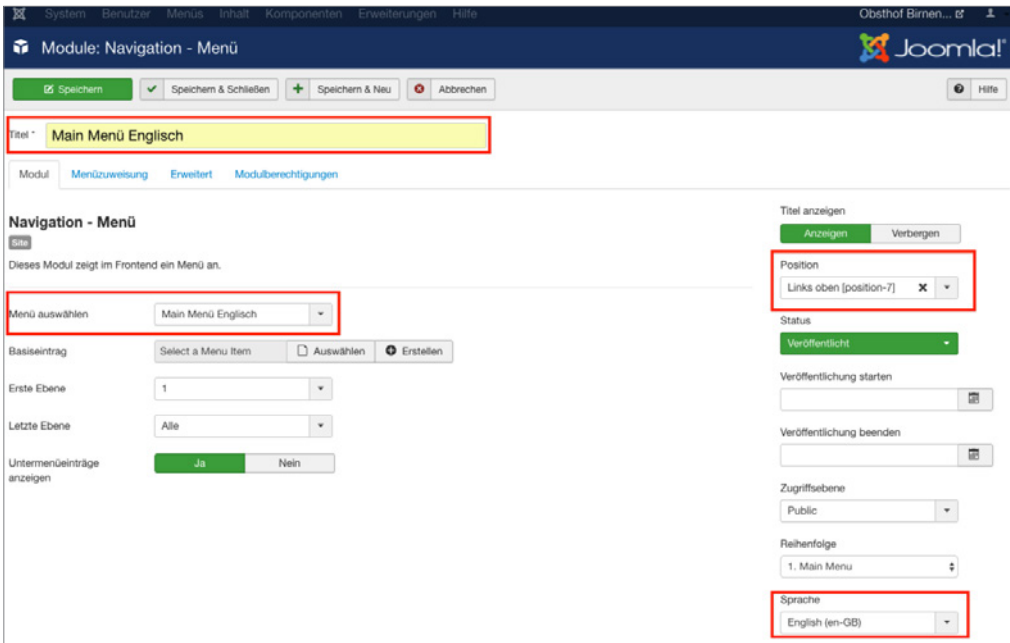 System Benutzer Menüs Inhalt Komponenten Erweiterungen Hilfe Obsthof Birnen...
Module: Navigation - Menü Joomla!
Speichern Speichern & Schließen Speichern & Neu Abbrechen Hilfe
Titel * Main Menü Englisch
Modul Menüzuweisung Erweitert Modulberechtigungen
Navigation - Menü
Site
Dieses Modul zeigt im Frontend ein Menü an.
Menü auswählen Main Menü Englisch
Basiseintrag Select a Menu Item Auswählen Erstellen
Erste Ebene 1
Letzte Ebene Alle
Untermenüeinträge Ja Nein
anzeigen
Titel anzeigen
Anzeigen Verbergen
Position
Links oben [position-7]
Status
Veröffentlicht
Veröffentlichung starten
Veröffentlichung beenden
Zugriffsebene
Public
Reihenfolge
1. Main Menu
Sprache
English (en-GB)